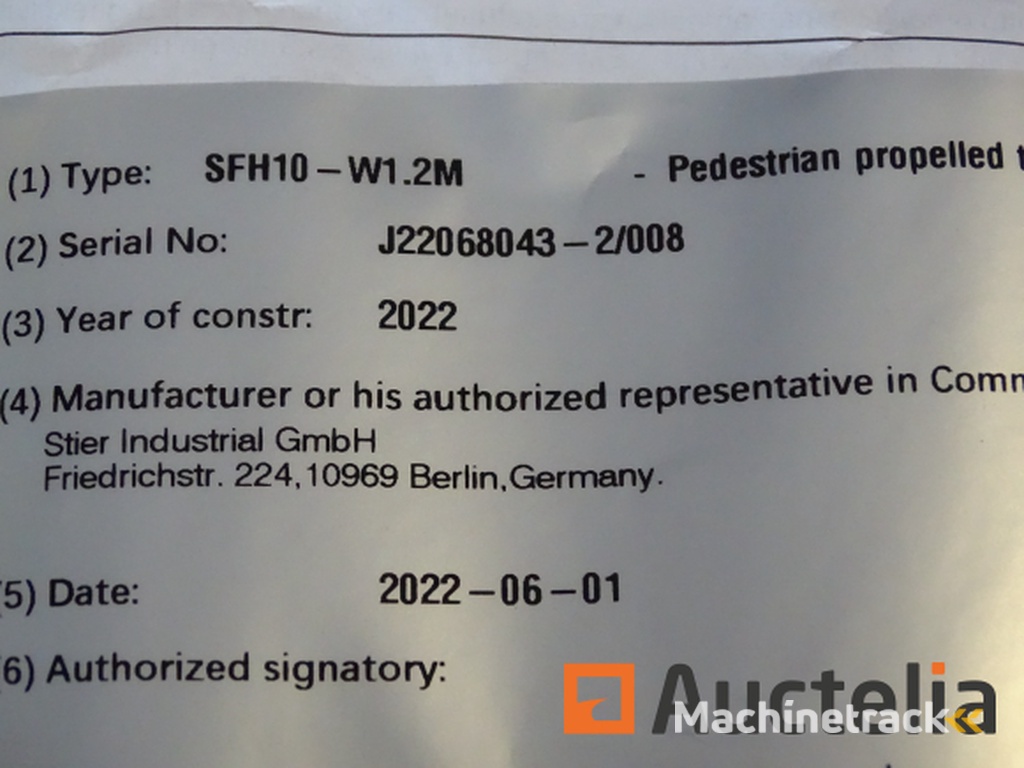 (1) Type: SFH10-W1.2M - Pedestrian propelled
(2) Serial No: J22068043-2/008
(3) Year of constr: 2022
(4) Manufacturer or his authorized representative in
Stier Industrial GmbH
Friedrichstr. 224,10969 Berlin,Germany.
(5) Date: 2022-06-01
(6) Authorized signatory:
Auctelia
Machinetrack